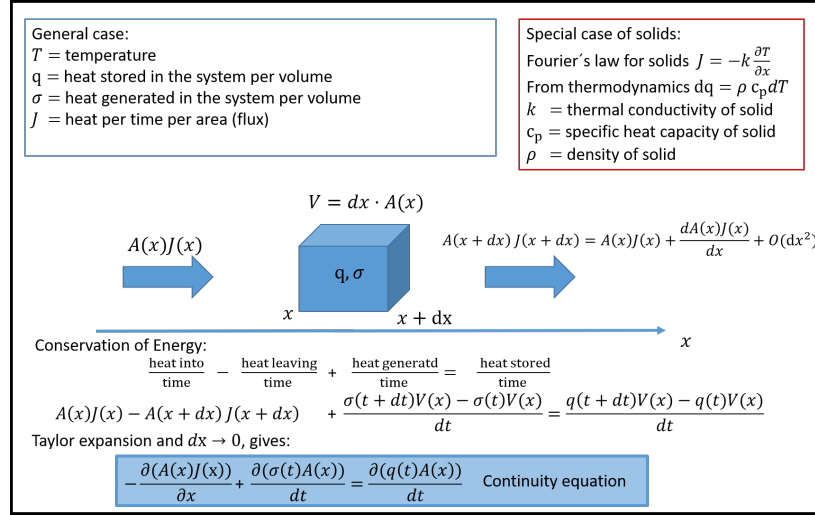 General case:
T = temperature
q = heat stored in the system per volume
σ = heat generated in the system per volume
J = heat per time per area (flux)
Special case of solids:
Fourier´s law for solids J = −k ∂T/∂x
From thermodynamics dq = ρ c_p dT
k = thermal conductivity of solid
c_p = specific heat capacity of solid
ρ = density of solid
V = dx · A(x)
A(x)J(x)
q, σ
A(x + dx) J(x + dx) = A(x)J(x) + dA(x)J(x)/dx + O(dx²)
x
x + dx
x
Conservation of Energy:
heat into/time − heat leaving/time + heat generatd/time = heat stored/time
A(x)J(x) − A(x + dx) J(x + dx) + σ(t + dt)V(x) − σ(t)V(x)/dt = q(t + dt)V(x) − q(t)V(x)/dt
Taylor expansion and dx → 0, gives:
−∂(A(x)J(x))/∂x + ∂(σ(t)A(x))/dt = ∂(q(t)A(x))/dt Continuity equation